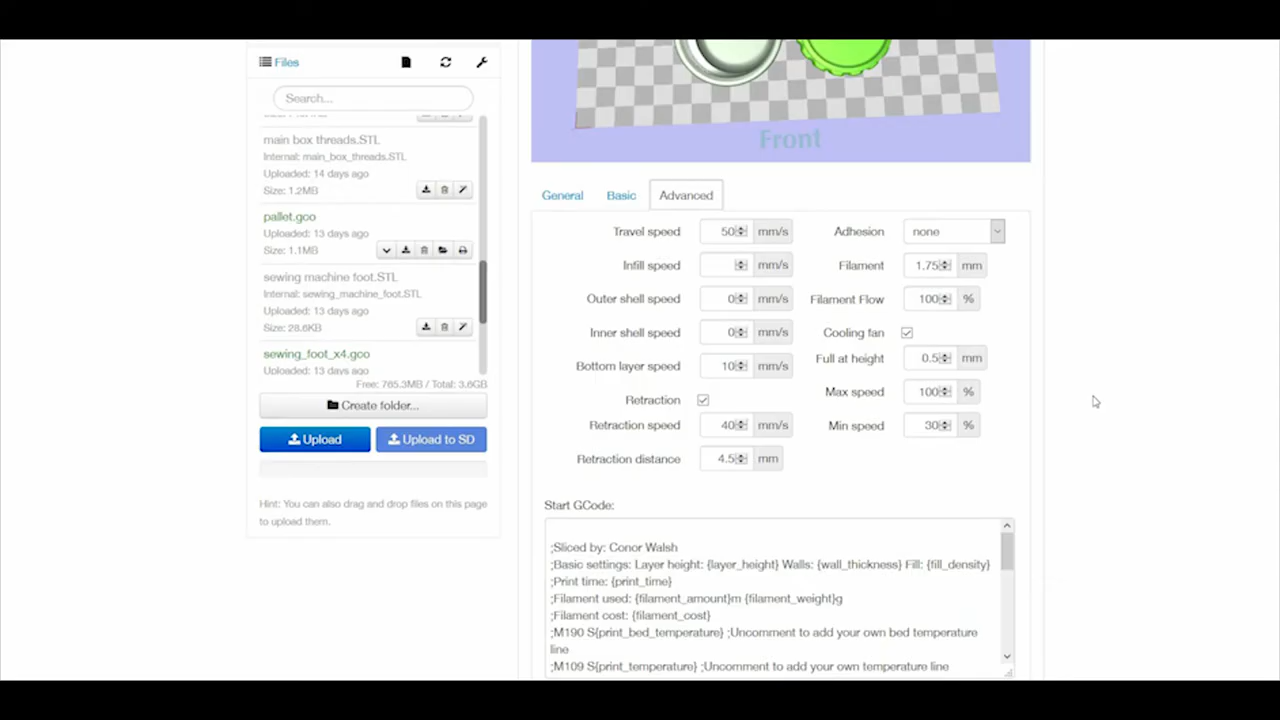 Files
Search...
main box threads.STL
Internal: main_box_threads.STL
Uploaded: 14 days ago
Size: 1.2MB
pallet.gco
Uploaded: 13 days ago
Size: 1.1MB
sewing machine foot.STL
Internal: sewing_machine_foot.STL
Uploaded: 13 days ago
Size: 28.6KB
sewing_foot_x4.gco
Uploaded: 13 days ago
Free: 765.3MB / Total: 3.6GB
Create folder...
Upload
Upload to SD
Hint: You can also drag and drop files on this page
to upload them.
Front
General Basic Advanced
Travel speed 50 mm/s
Infill speed mm/s
Outer shell speed 0 mm/s
Inner shell speed 0 mm/s
Bottom layer speed 10 mm/s
Retraction
Retraction speed 40 mm/s
Retraction distance 4.5 mm
Adhesion none
Filament 1.75 mm
Filament Flow 100 %
Cooling fan
Full at height 0.5 mm
Max speed 100 %
Min speed 30 %
Start GCode:
;Sliced by: Conor Walsh
;Basic settings: Layer height: {layer_height} Walls: {wall_thickness} Fill: {fill_density}
;Print time: {print_time}
;Filament used: {filament_amount}m {filament_weight}g
;Filament cost: {filament_cost}
;M190 S{print_bed_temperature} ;Uncomment to add your own bed temperature
line
;M109 S{print_temperature} ;Uncomment to add your own temperature line